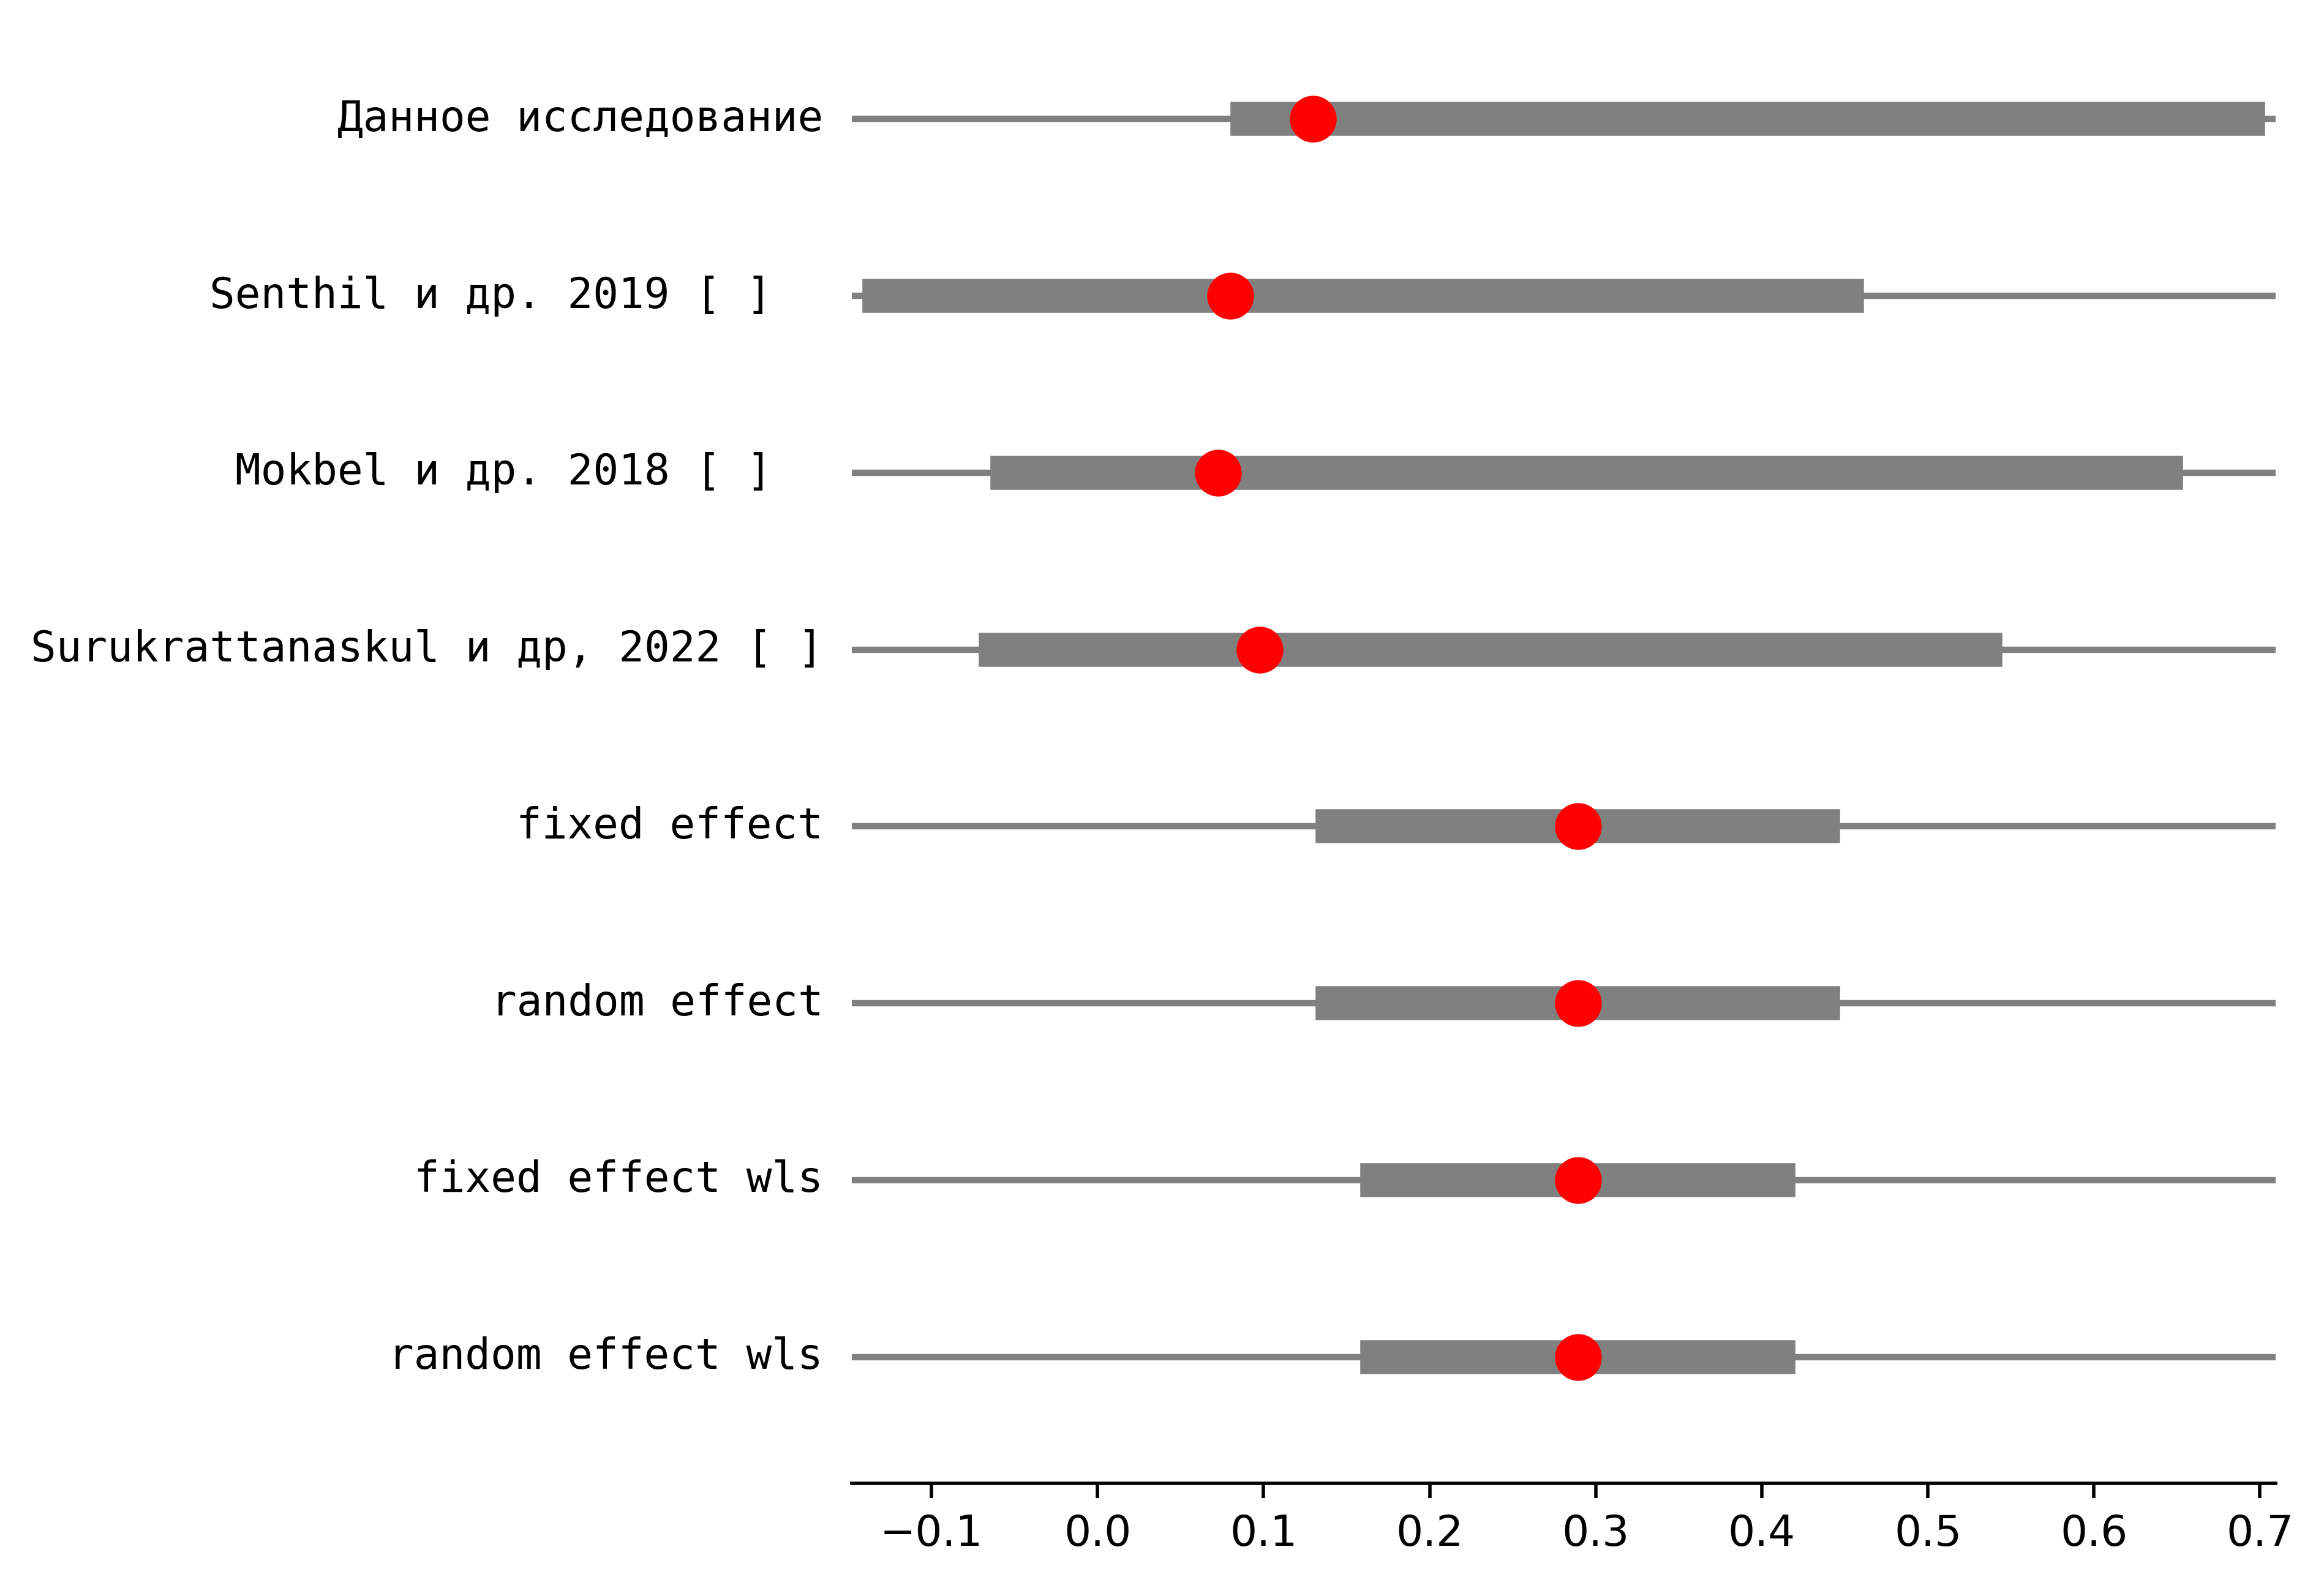 Данное исследование
Senthil и др. 2019 [ ]
Mokbel и др. 2018 [ ]
Surukrattanaskul и др, 2022 [ ]
fixed effect
random effect
fixed effect wls
random effect wls
−0.1 0.0 0.1 0.2 0.3 0.4 0.5 0.6 0.7